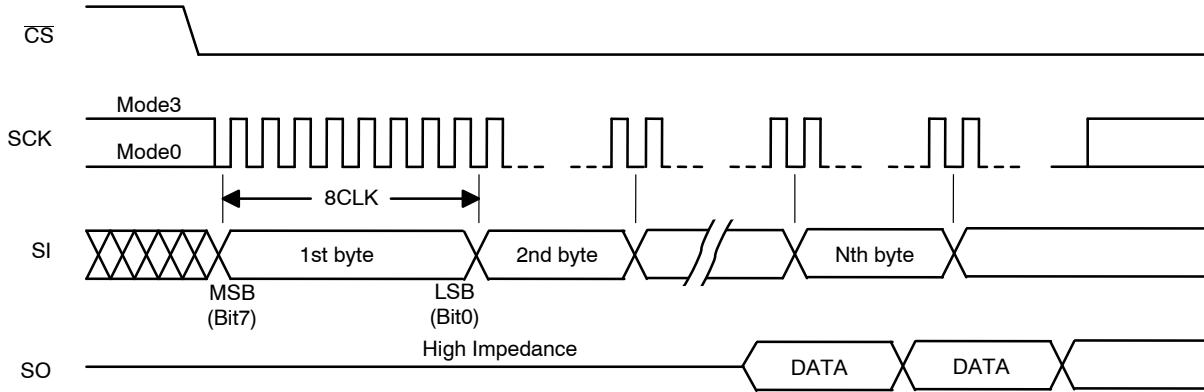 C̅S̅
Mode3
SCK
Mode0
8CLK
SI
1st byte
2nd byte
Nth byte
MSB
(Bit7)
LSB
(Bit0)
High Impedance
SO
DATA
DATA